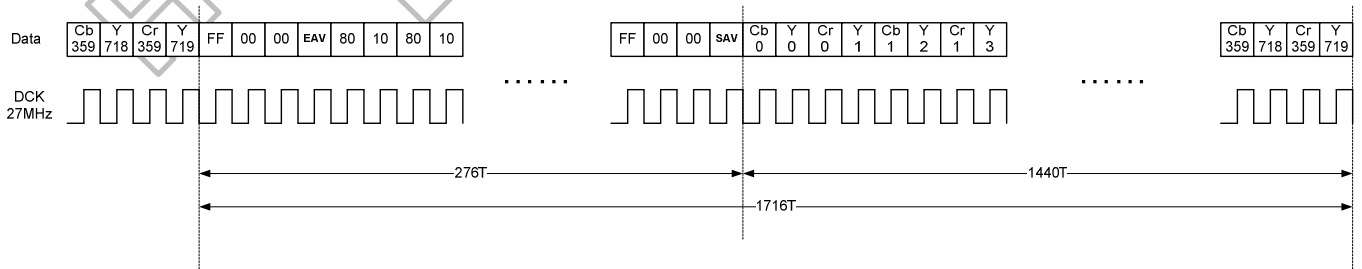 Data Cb 359 Y 718 Cr 359 Y 719 FF 00 00 EAV 80 10 80 10 FF 00 00 SAV Cb 0 Y 0 Cr 0 Y 1 Cb 1 Y 2 Cr 1 Y 3 Cb 359 Y 718 Cr 359 Y 719
......
......
DCK
27MHz
276T
1440T
1716T